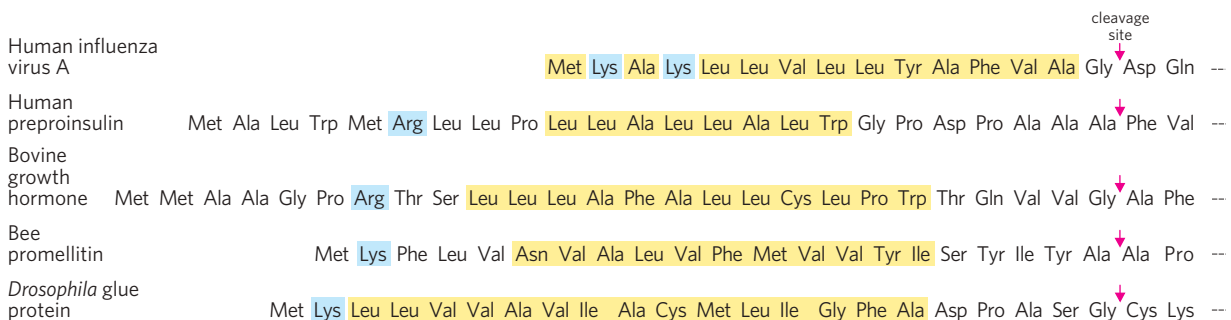 cleavage
site
Human influenza
virus A
Met Lys Ala Lys Leu Leu Val Leu Leu Tyr Ala Phe Val Ala Gly Asp Gln ---
Human
preproinsulin Met Ala Leu Trp Met Arg Leu Leu Pro Leu Leu Ala Leu Leu Ala Leu Trp Gly Pro Asp Pro Ala Ala Ala Phe Val ---
Bovine
growth
hormone Met Met Ala Ala Gly Pro Arg Thr Ser Leu Leu Leu Ala Phe Ala Leu Leu Cys Leu Pro Trp Thr Gln Val Val Gly Ala Phe ---
Bee
promellitin Met Lys Phe Leu Val Asn Val Ala Leu Val Phe Met Val Val Tyr Ile Ser Tyr Ile Tyr Ala Ala Pro ---
Drosophila glue
protein Met Lys Leu Leu Val Val Ala Val Ile Ala Cys Met Leu Ile Gly Phe Ala Asp Pro Ala Ser Gly Cys Lys ---